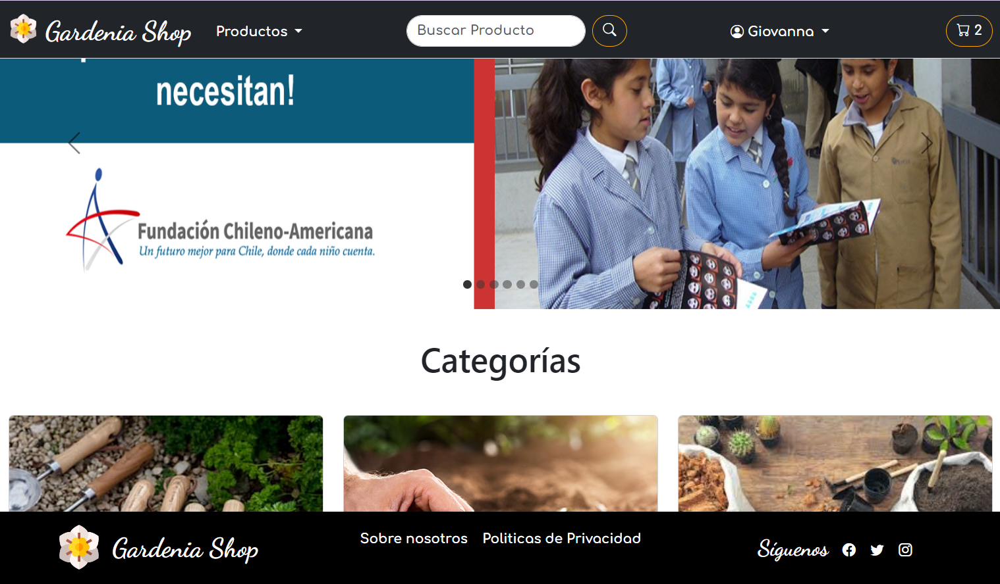 Gardenia Shop
Productos
Buscar Producto
Giovanna
2
necesitan!
Fundación Chileno-Americana
Un futuro mejor para Chile, donde cada niño cuenta.
Categorías
Gardenia Shop
Sobre nosotros
Politicas de Privacidad
Síguenos